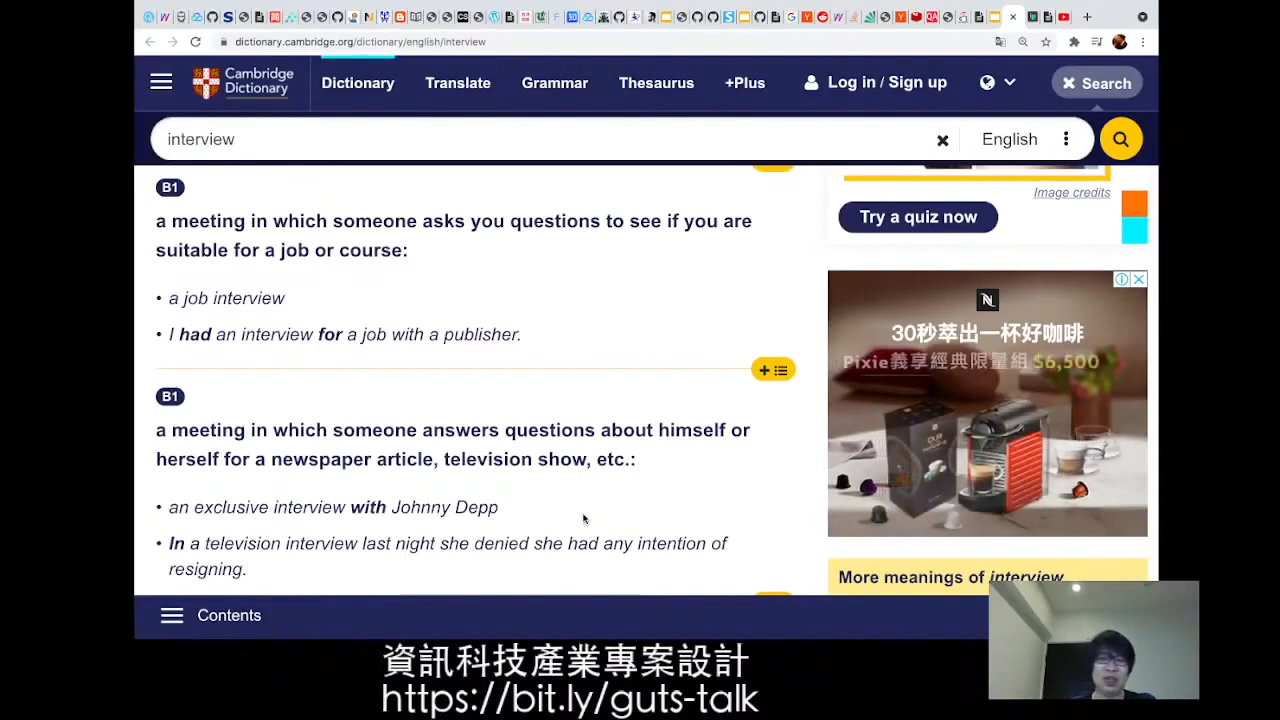 dictionary.cambridge.org/dictionary/english/interview
Cambridge
Dictionary
Dictionary
Translate
Grammar
Thesaurus
+Plus
Log in / Sign up
Search
interview
English
B1
a meeting in which someone asks you questions to see if you are
suitable for a job or course:
• a job interview
• I had an interview for a job with a publisher.
B1
a meeting in which someone answers questions about himself or
herself for a newspaper article, television show, etc.:
• an exclusive interview with Johnny Depp
• In a television interview last night she denied she had any intention of
resigning.
Image credits
Try a quiz now
30秒萃出一杯好咖啡
Pixie義享經典限量組 $6,500
More meanings of interview
Contents
資訊科技產業專案設計
https://bit.ly/guts-talk